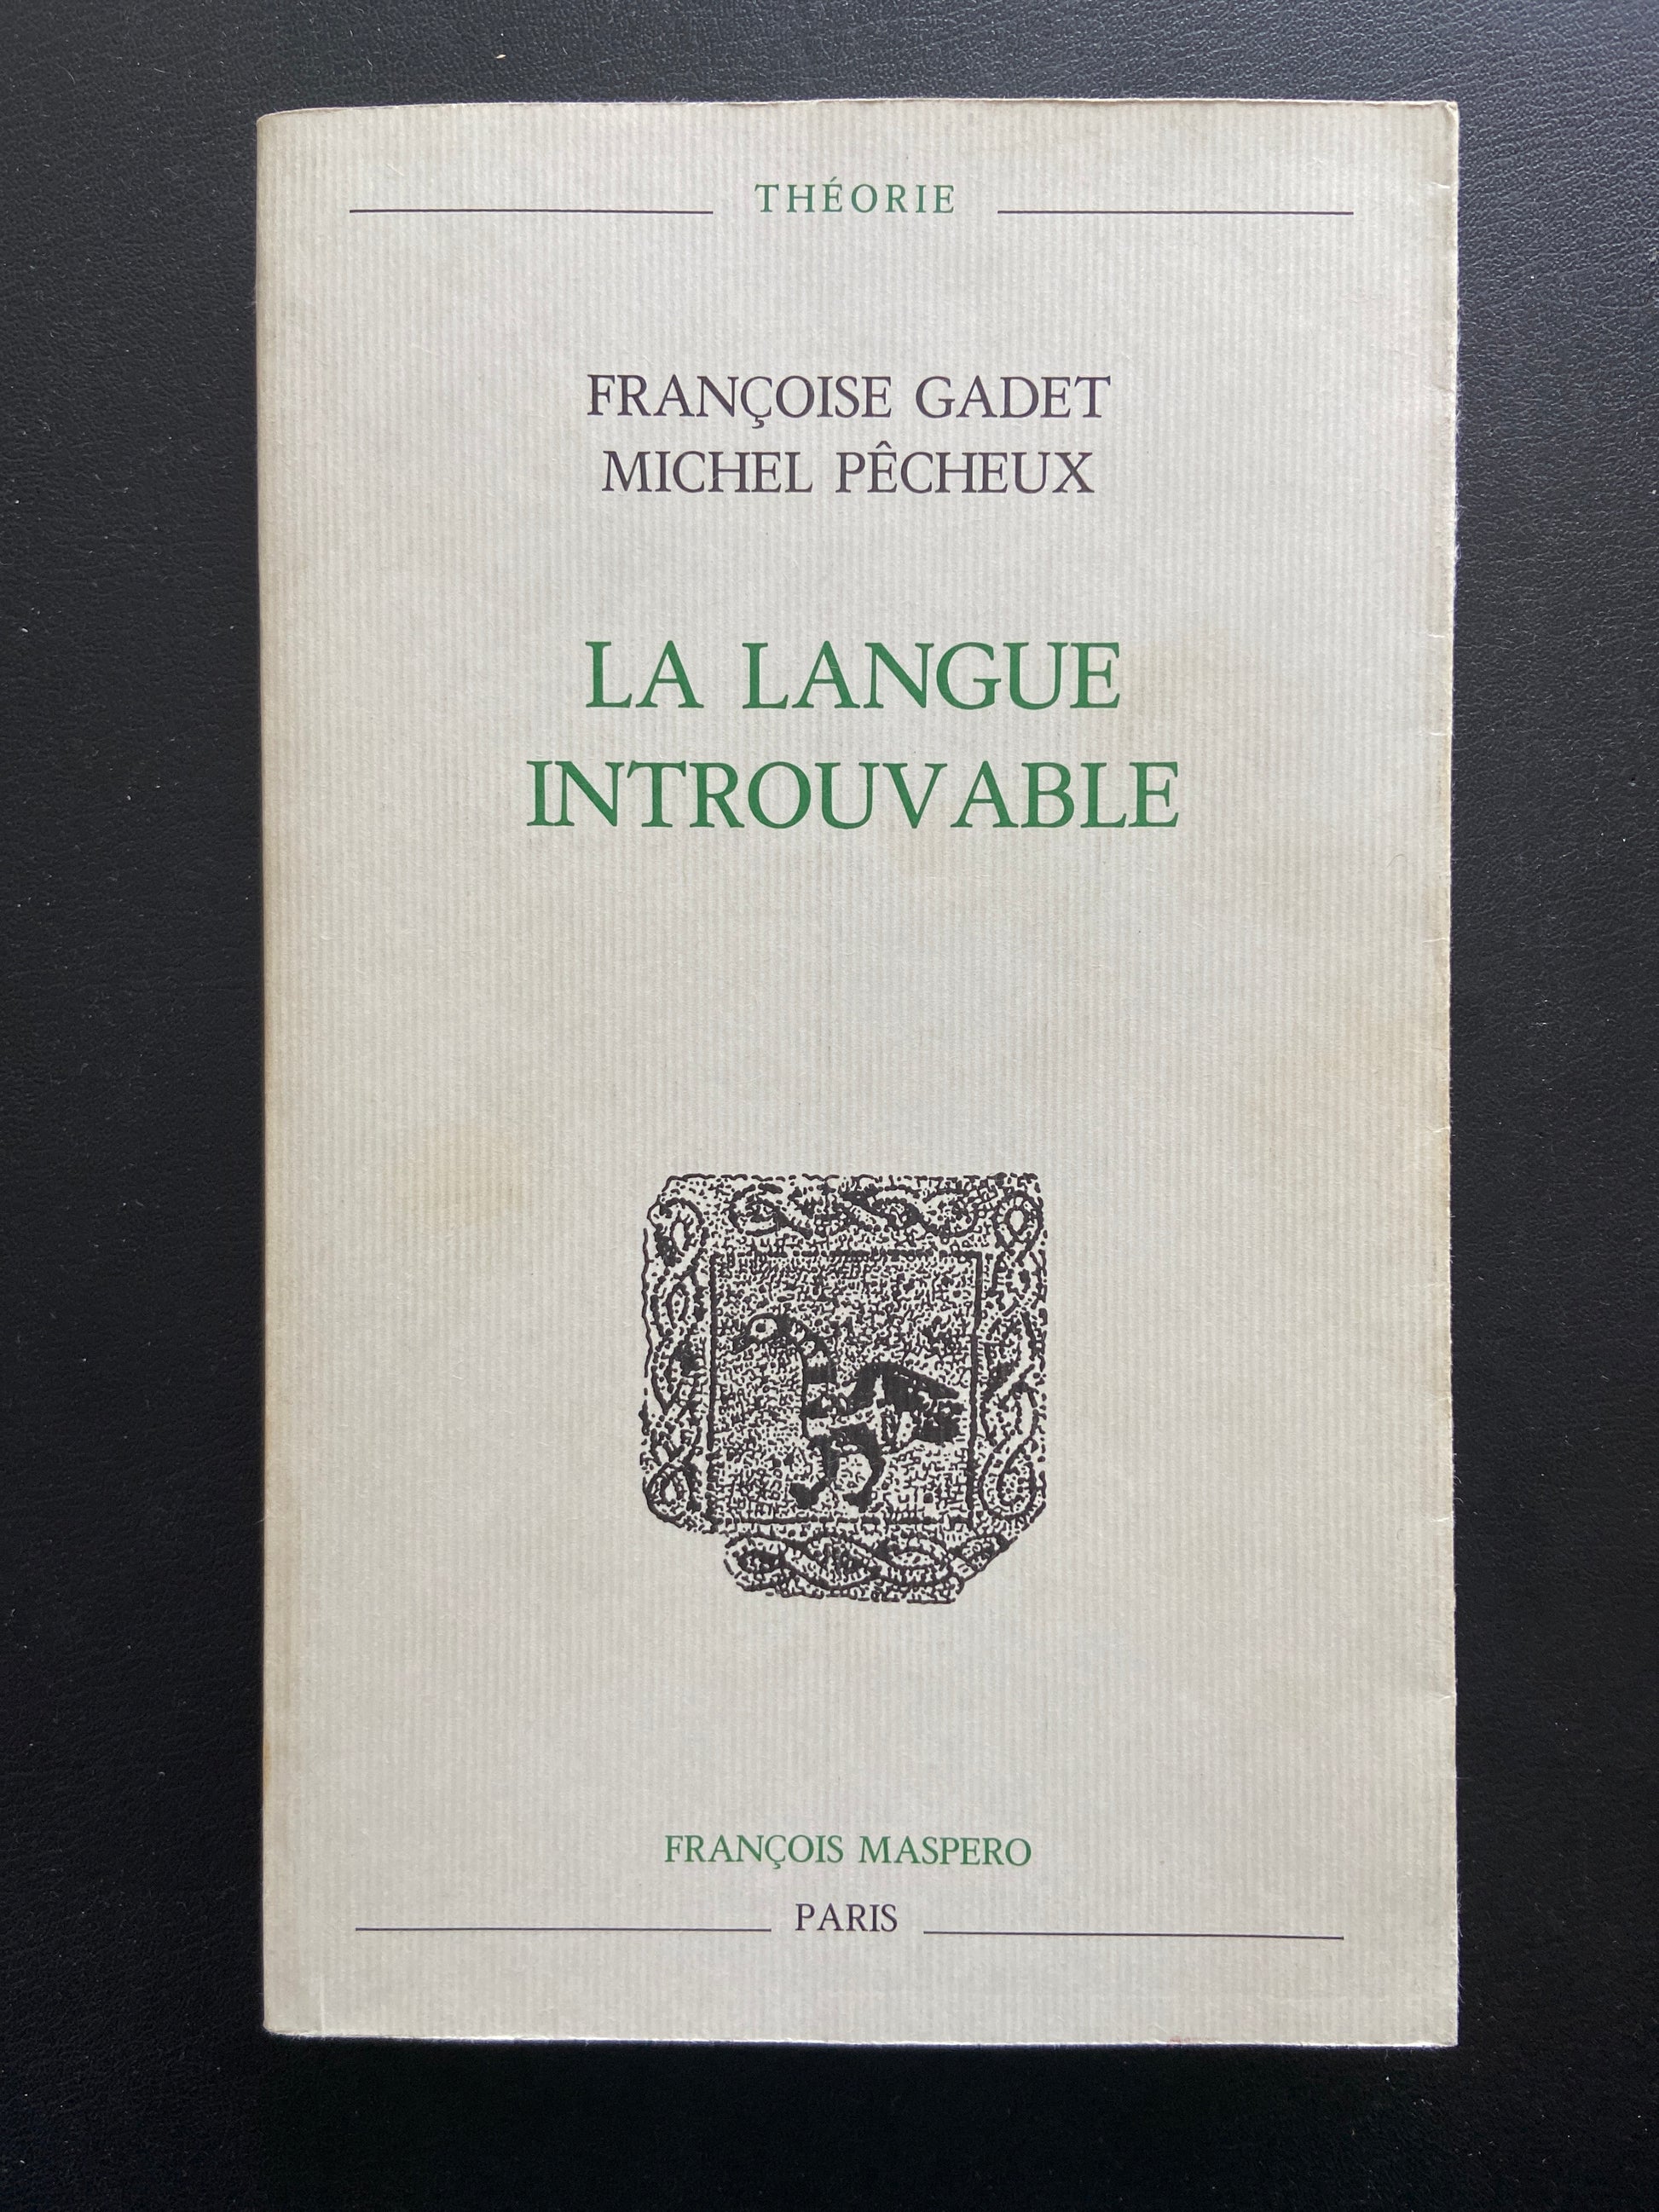 THÉORIE
FRANÇOISE GADET
MICHEL PÊCHEUX
LA LANGUE
INTROUVABLE
FRANÇOIS MASPERO
PARIS